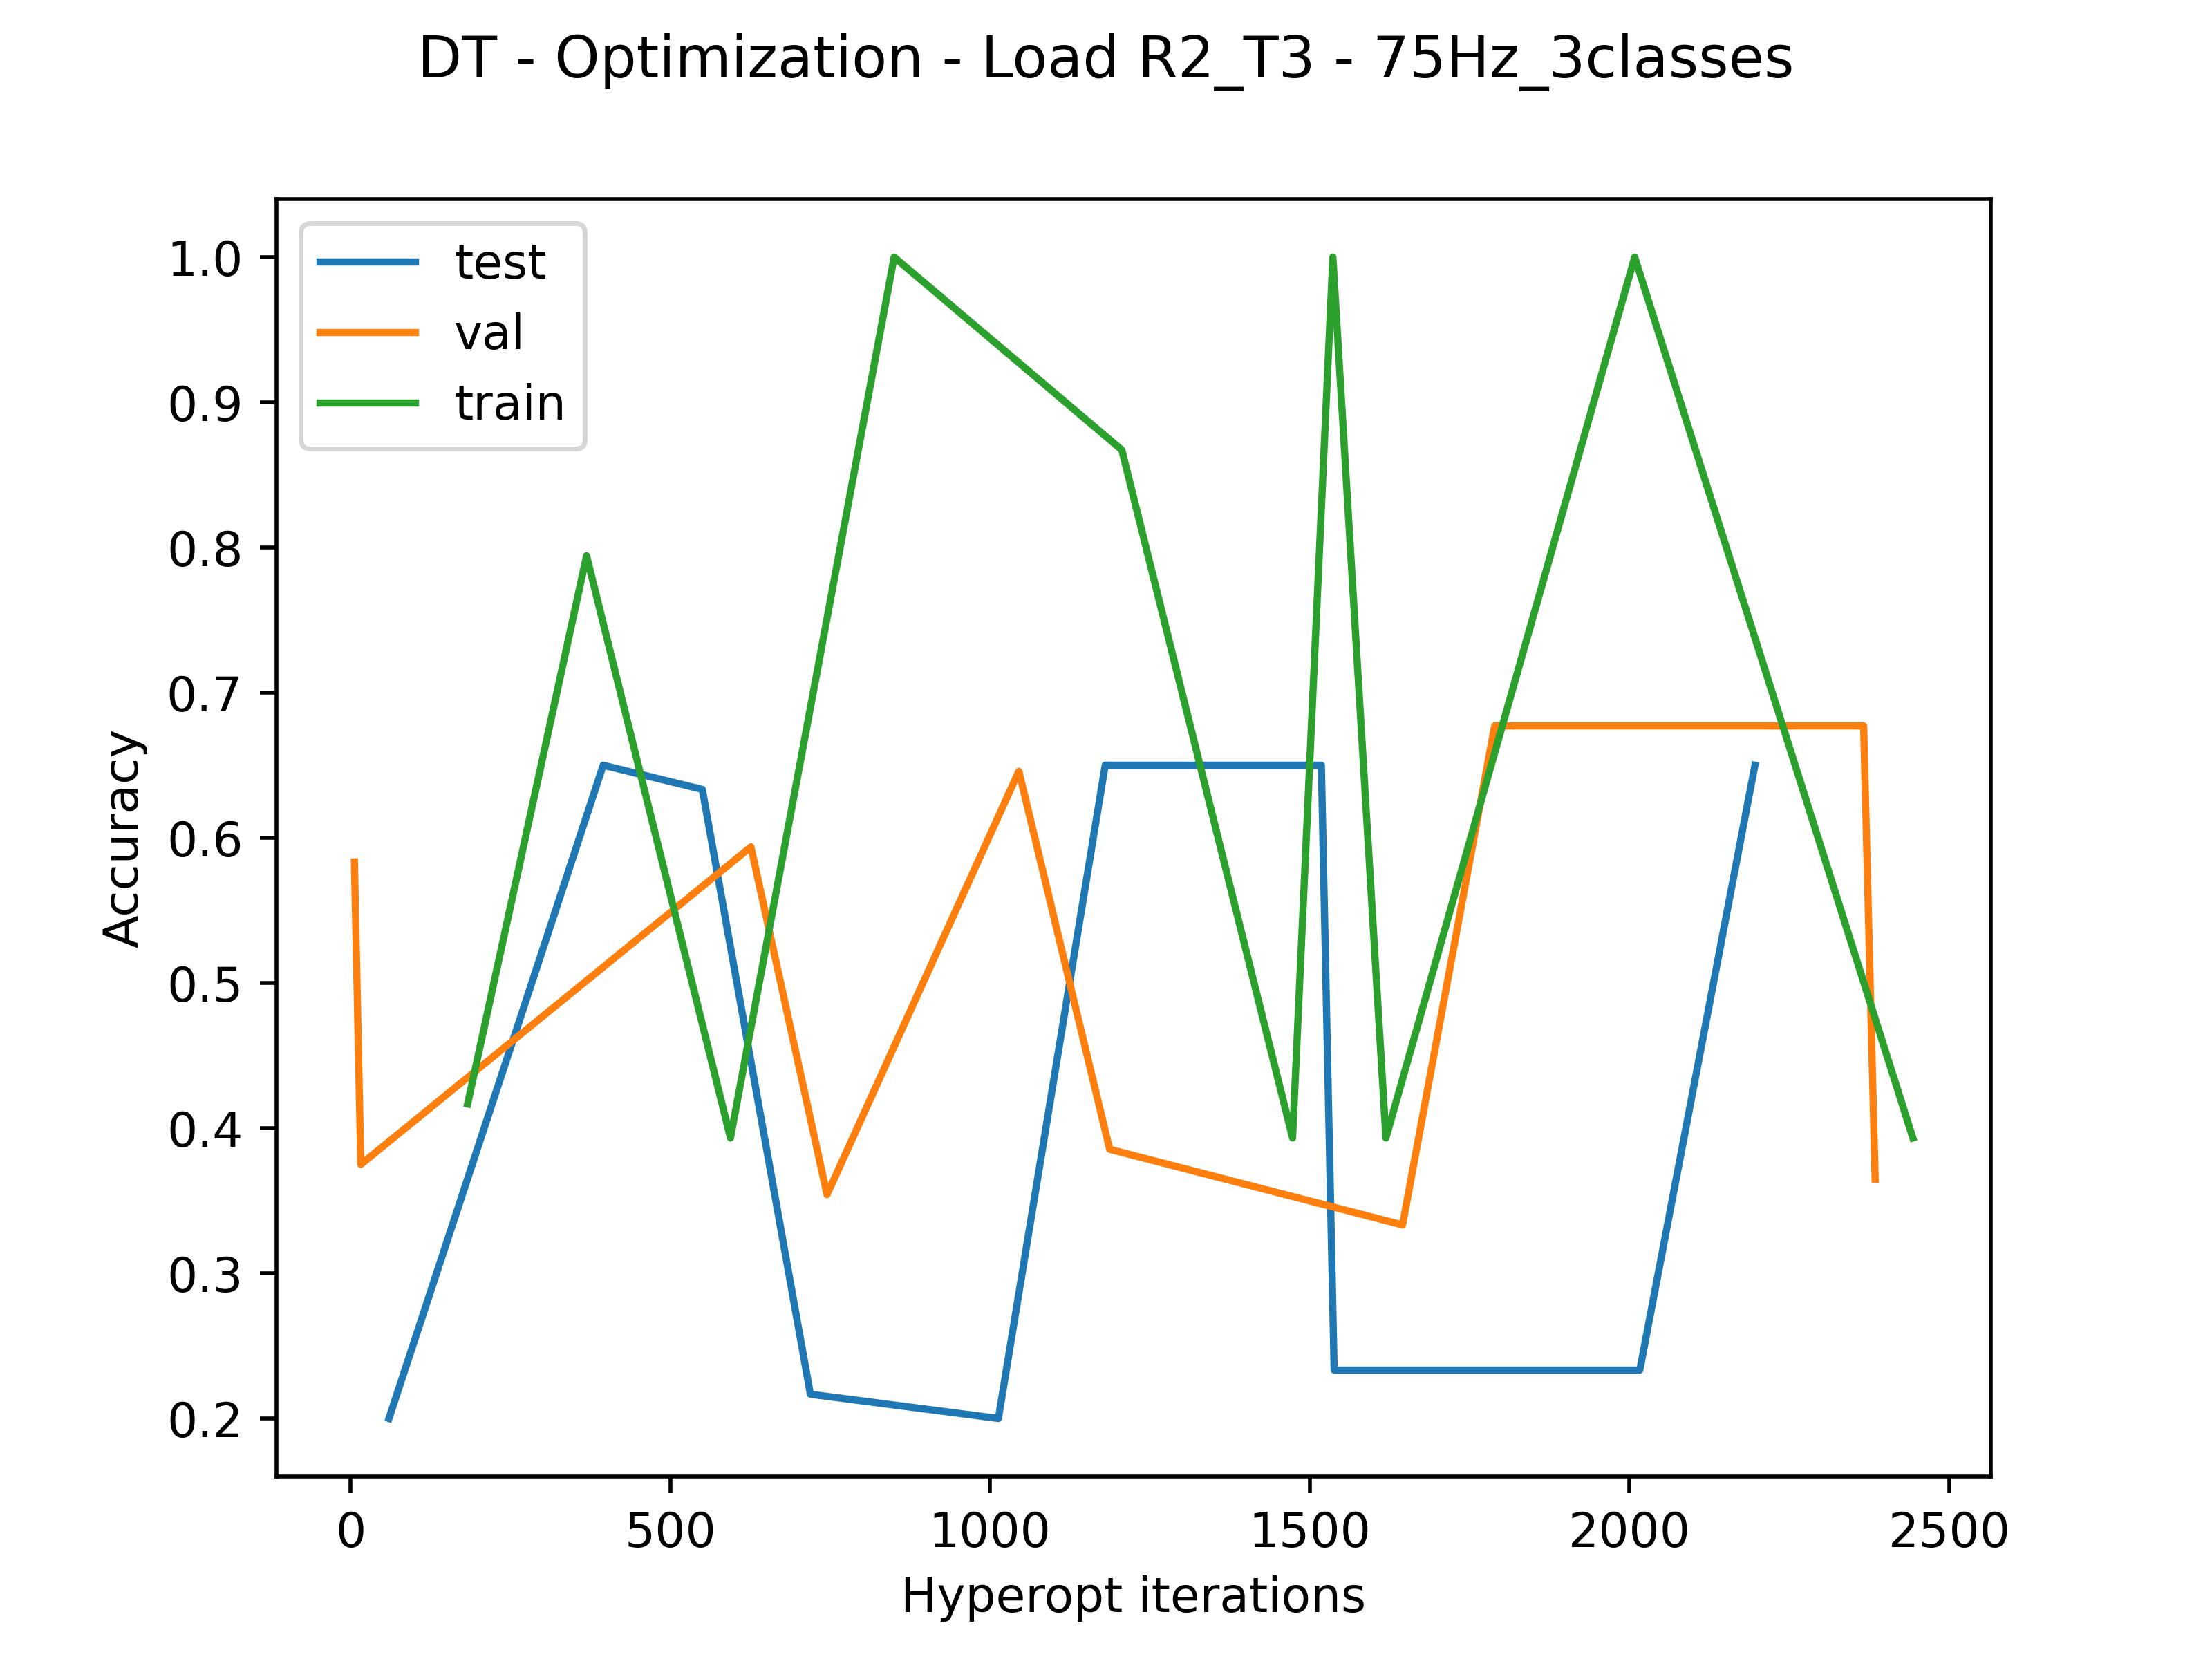 DT - Optimization - Load R2_T3 - 75Hz_3classes
test
val
train
1.0
0.9
0.8
0.7
0.6
0.5
0.4
0.3
0.2
Accuracy
0 500 1000 1500 2000 2500
Hyperopt iterations